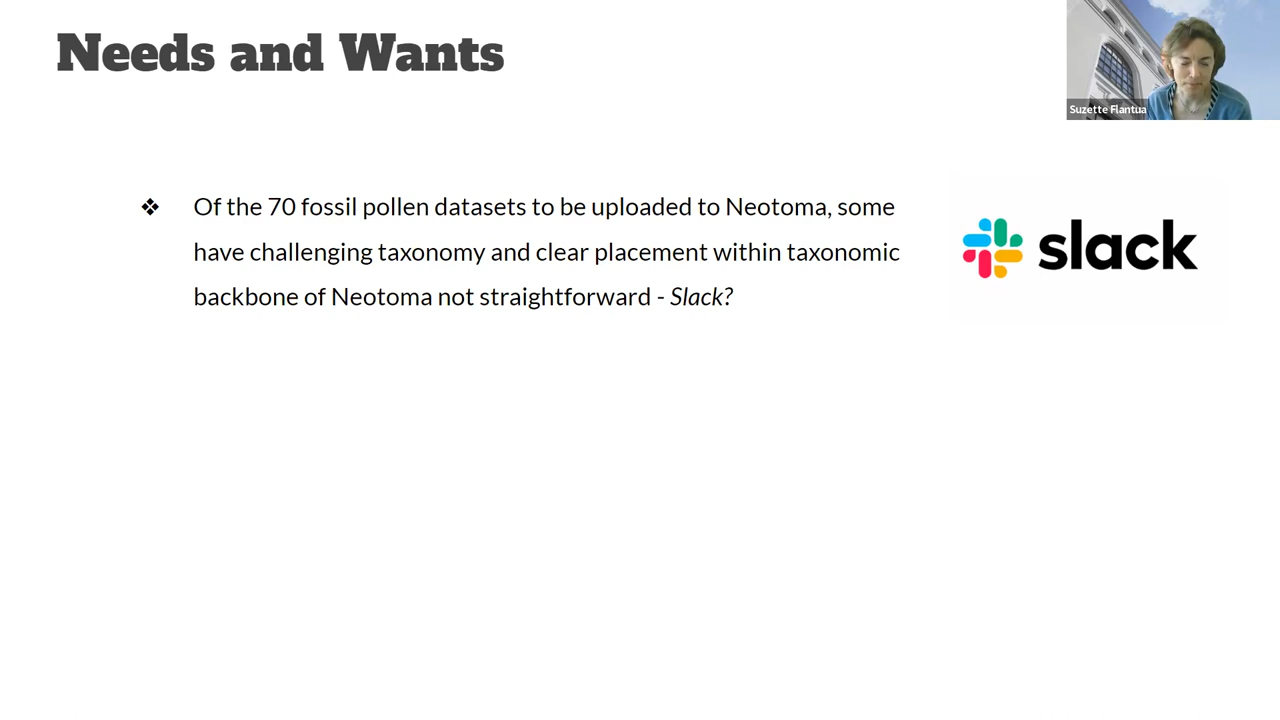 Needs and Wants
Suzette Flantua
❖ Of the 70 fossil pollen datasets to be uploaded to Neotoma, some
have challenging taxonomy and clear placement within taxonomic
backbone of Neotoma not straightforward - Slack?
slack